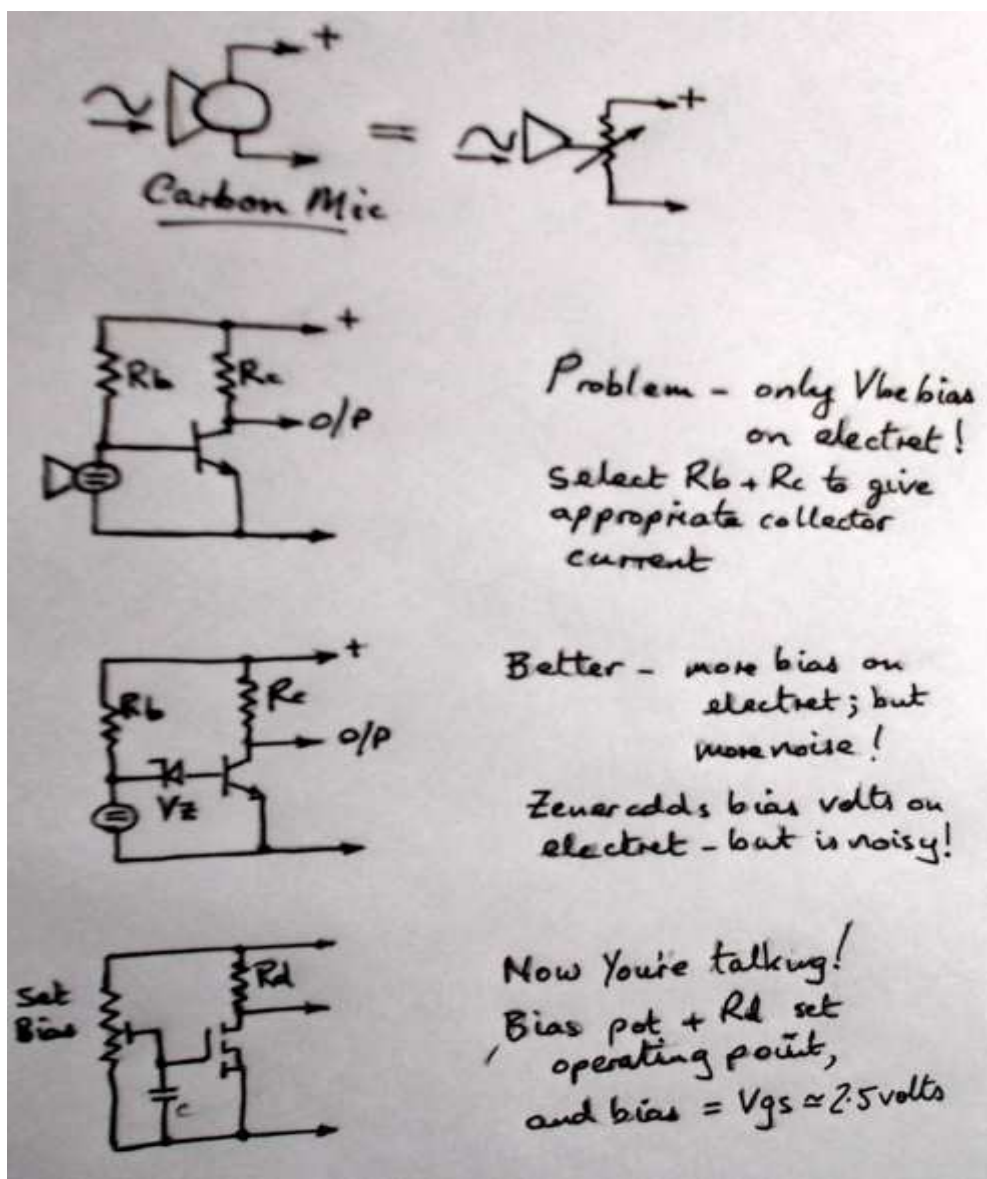 +
+
=
Carbon Mic
+
Rb
Rc
O/P
Problem - only Vbe bias
on electret!
select Rb + Rc to give
appropriate collector
current
+
Rb
Rc
O/P
Vz
Better - more bias on
electret; but
more noise!
Zener adds bias volts on
electret - but is noisy!
Set
Bias
Rd
c
Now You're talking!
Bias pot + Rd set
operating point,
and bias = Vgs ≃ 2.5 volts